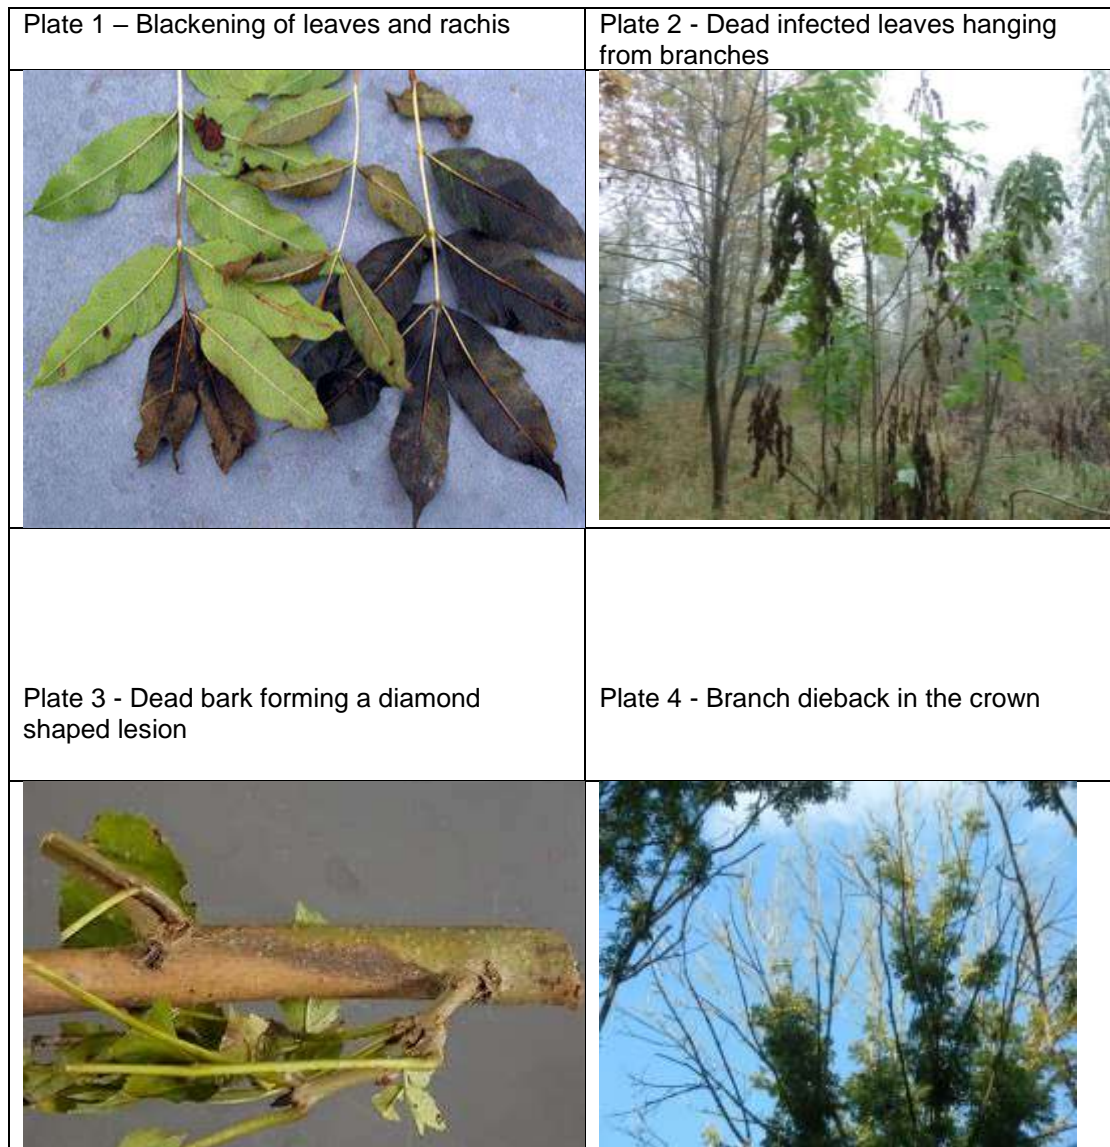 Plate 1 – Blackening of leaves and rachis
Plate 2 - Dead infected leaves hanging
from branches
Plate 3 - Dead bark forming a diamond
shaped lesion
Plate 4 - Branch dieback in the crown